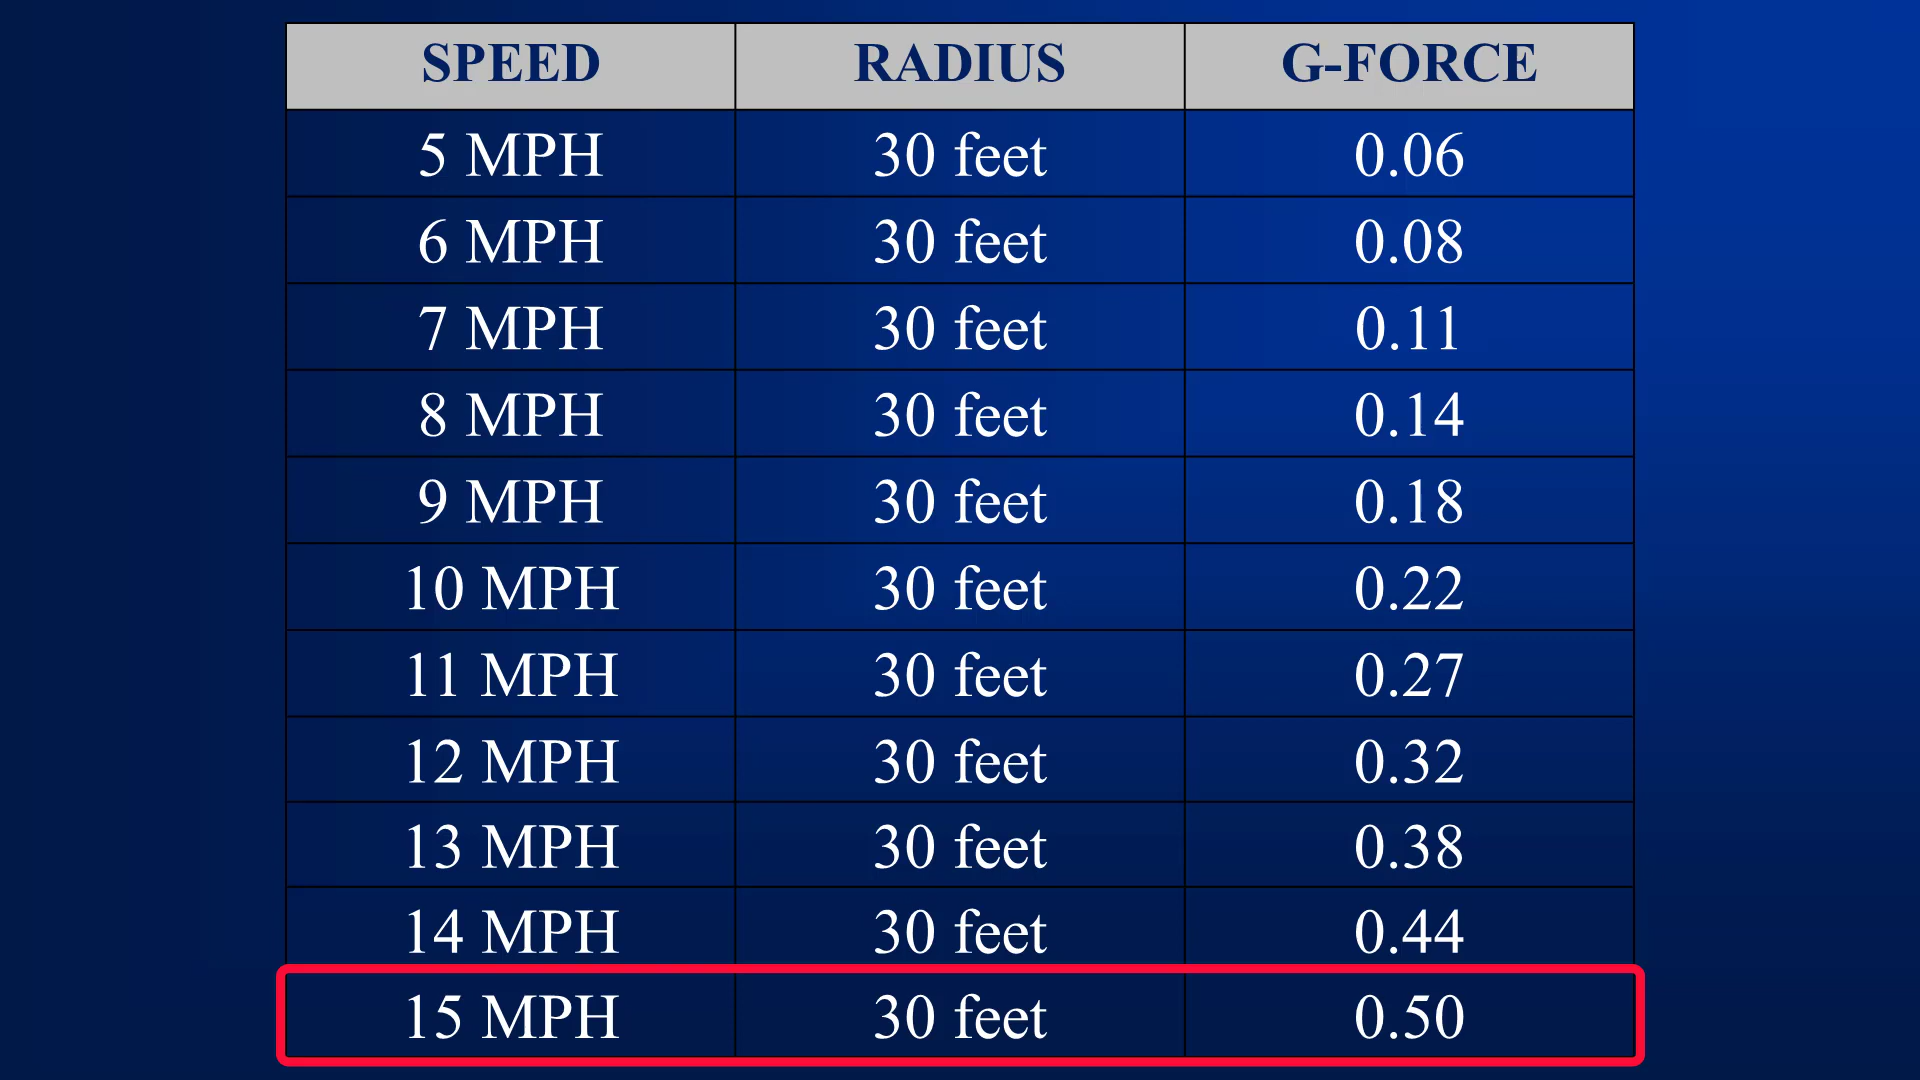 SPEED RADIUS G-FORCE
5 MPH 30 feet 0.06
6 MPH 30 feet 0.08
7 MPH 30 feet 0.11
8 MPH 30 feet 0.14
9 MPH 30 feet 0.18
10 MPH 30 feet 0.22
11 MPH 30 feet 0.27
12 MPH 30 feet 0.32
13 MPH 30 feet 0.38
14 MPH 30 feet 0.44
15 MPH 30 feet 0.50